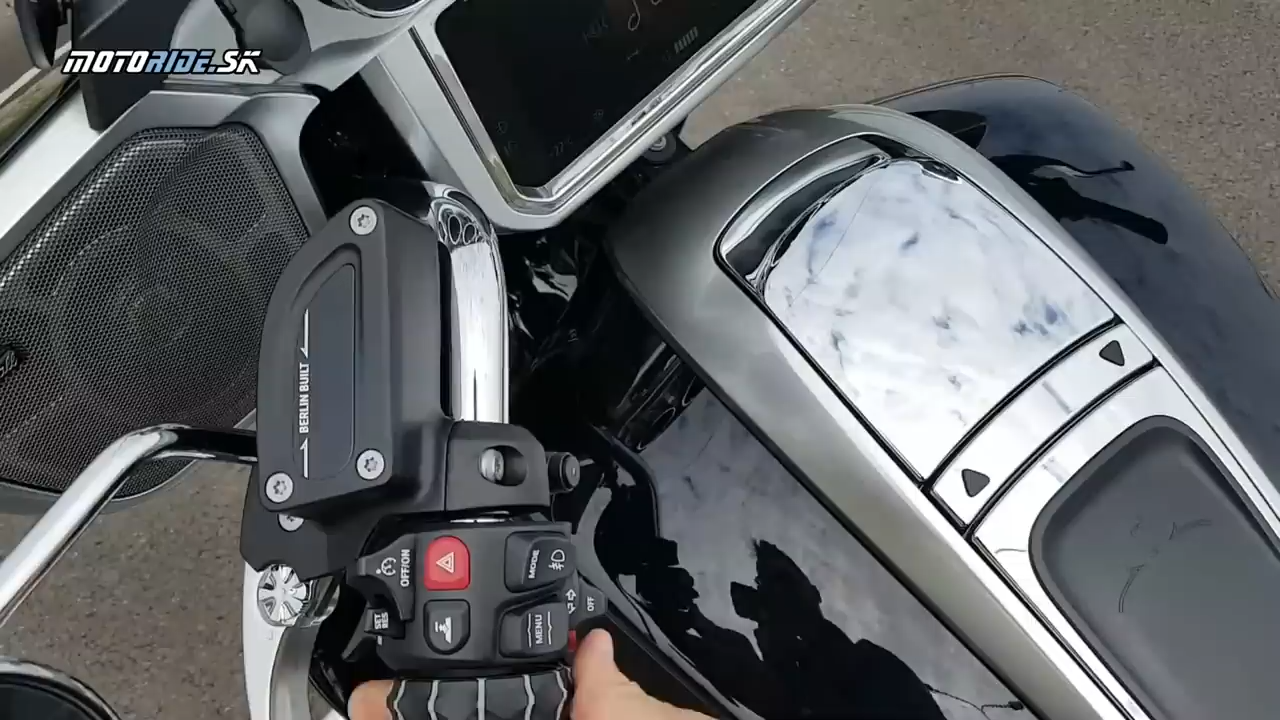 MOTORIDE.SK
BERLIN BUILT
OFF/ON
MODE
SET
RES
MENU
OFF